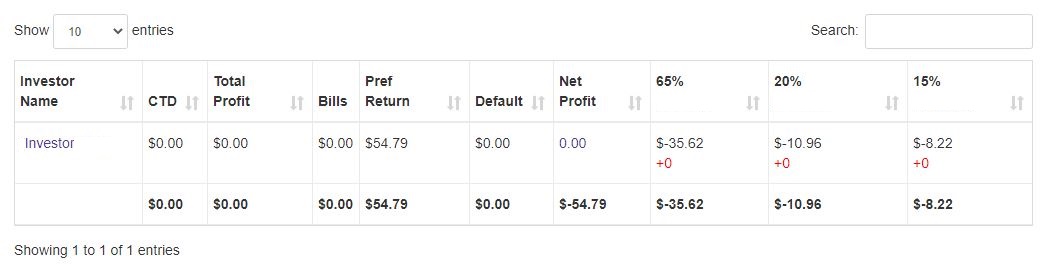 Show 10 entries Search:
Investor Name CTD Total Profit Bills Pref Return Default Net Profit 65% 20% 15%
Investor $0.00 $0.00 $0.00 $54.79 $0.00 0.00 $-35.62 $-10.96 $-8.22
+0 +0 +0
$0.00 $0.00 $0.00 $54.79 $0.00 $-54.79 $-35.62 $-10.96 $-8.22
Showing 1 to 1 of 1 entries